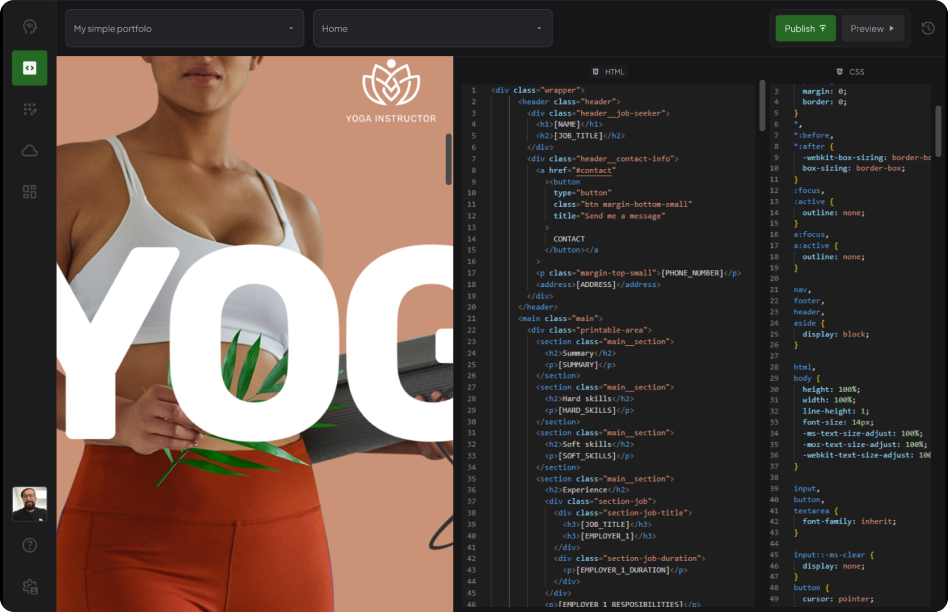 My simple portfolo
Home
Publish
Preview
YOGA INSTRUCTOR
YOG
HTML
1 <div class="wrapper">
2 <header class="header">
3 <div class="header__job-seeker">
4 <h1>[NAME]</h1>
5 <h2>[JOB_TITLE]</h2>
6 </div>
7 <div class="header__contact-info">
8 <a href="#contact"
9 ><button
10 type="button"
11 class="btn margin-bottom-small"
12 title="Send me a message"
13 >
14 CONTACT
15 </button></a
16 >
17 <p class="margin-top-small">[PHONE_NUMBER]</p>
18 <address>[ADDRESS]</address>
19 </div>
20 </header>
21 <main class="main">
22 <div class="printable-area">
23 <section class="main__section">
24 <h2>Summary</h2>
25 <p>[SUMMARY]</p>
26 </section>
27 <section class="main__section">
28 <h2>Hard skills</h2>
29 <p>[HARD_SKILLS]</p>
30 </section>
31 <section class="main__section">
32 <h2>Soft skills</h2>
33 <p>[SOFT_SKILLS]</p>
34 </section>
35 <section class="main__section">
36 <h2>Experience</h2>
37 <div class="section-job">
38 <div class="section-job-title">
39 <h3>[JOB_TITLE]</h3>
40 <h3>[EMPLOYER_1]</h3>
41 </div>
42 <div class="section-job-duration">
43 <p>[EMPLOYER_1_DURATION]</p>
44 </div>
45 </div>
46 <p>[EMPLOYER_1_RESPOSIBILITIES]</p>
CSS
3 margin: 0;
4 border: 0;
5 }
6 *,
7 *:before,
8 *:after {
9 -webkit-box-sizing: border-bo
10 box-sizing: border-box;
11 }
12 :focus,
13 :active {
14 outline: none;
15 }
16 a:focus,
17 a:active {
18 outline: none;
19 }
20
21 nav,
22 footer,
23 header,
24 aside {
25 display: block;
26 }
27
28 html,
29 body {
30 height: 100%;
31 width: 100%;
32 line-height: 1;
33 font-size: 14px;
34 -ms-text-size-adjust: 100%;
35 -moz-text-size-adjust: 100%;
36 -webkit-text-size-adjust: 100
37 }
38
39 input,
40 button,
41 textarea {
42 font-family: inherit;
43 }
44
45 input::-ms-clear {
46 display: none;
47 }
48 button {
49 cursor: pointer;